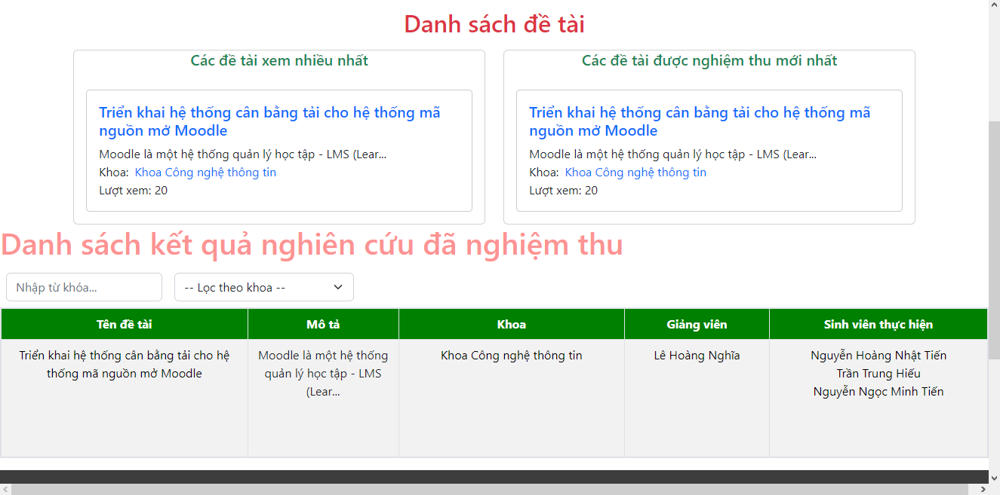 Danh sách đề tài
Các đề tài xem nhiều nhất
Triển khai hệ thống cân bằng tải cho hệ thống mã
nguồn mở Moodle
Moodle là một hệ thống quản lý học tập - LMS (Lear...
Khoa: Khoa Công nghệ thông tin
Lượt xem: 20
Các đề tài được nghiệm thu mới nhất
Triển khai hệ thống cân bằng tải cho hệ thống mã
nguồn mở Moodle
Moodle là một hệ thống quản lý học tập - LMS (Lear...
Khoa: Khoa Công nghệ thông tin
Lượt xem: 20
Danh sách kết quả nghiên cứu đã nghiệm thu
Nhập từ khóa...
-- Lọc theo khoa --
Tên đề tài
Mô tả
Khoa
Giảng viên
Sinh viên thực hiện
Triển khai hệ thống cân bằng tải cho hệ
thống mã nguồn mở Moodle
Moodle là một hệ thống
quản lý học tập - LMS
(Lear...
Khoa Công nghệ thông tin
Lê Hoàng Nghĩa
Nguyễn Hoàng Nhật Tiến
Trần Trung Hiếu
Nguyễn Ngọc Minh Tiến